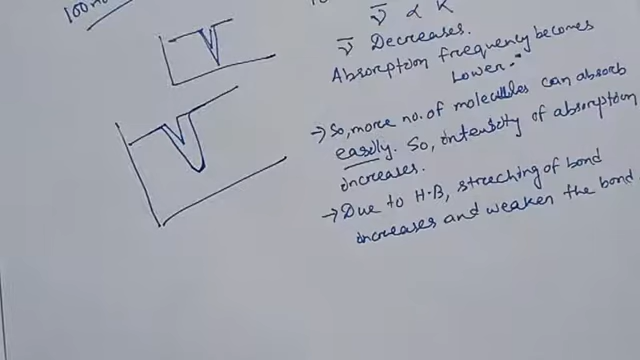 100
ν̄ ∝ K
ν̄ Decreases.
Absorption frequency becomes
Lower.
→ So, more no. of molecules can absorb
easily. So, intensity of absorption
increases.
→ Due to H-B, streching of bond
increases and weaken the bond.